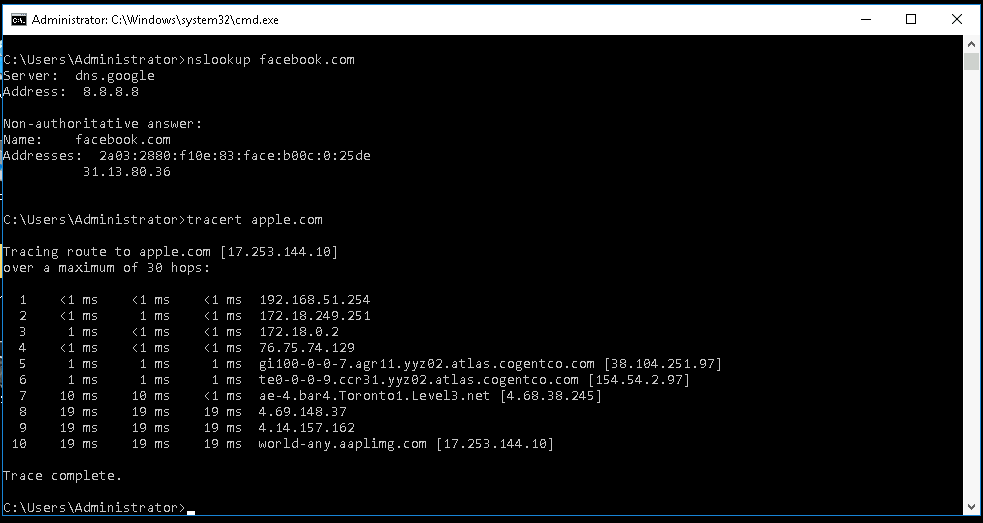 Administrator: C:\Windows\system32\cmd.exe
C:\Users\Administrator>nslookup facebook.com
Server:  dns.google
Address:  8.8.8.8
Non-authoritative answer:
Name:    facebook.com
Addresses:  2a03:2880:f10e:83:face:b00c:0:25de
          31.13.80.36
C:\Users\Administrator>tracert apple.com
Tracing route to apple.com [17.253.144.10]
over a maximum of 30 hops:
  1    <1 ms    <1 ms    <1 ms  192.168.51.254
  2    <1 ms     1 ms    <1 ms  172.18.249.251
  3     1 ms    <1 ms    <1 ms  172.18.0.2
  4    <1 ms    <1 ms    <1 ms  76.75.74.129
  5     1 ms     1 ms     1 ms  gi100-0-0-7.agr11.yyz02.atlas.cogentco.com [38.104.251.97]
  6     1 ms     1 ms     1 ms  te0-0-0-9.ccr31.yyz02.atlas.cogentco.com [154.54.2.97]
  7    10 ms    10 ms    <1 ms  ae-4.bar4.Toronto1.Level3.net [4.68.38.245]
  8    19 ms    19 ms    19 ms  4.69.148.37
  9    19 ms    19 ms    19 ms  4.14.157.162
 10    19 ms    19 ms    19 ms  world-any.aaplimg.com [17.253.144.10]
Trace complete.
C:\Users\Administrator>